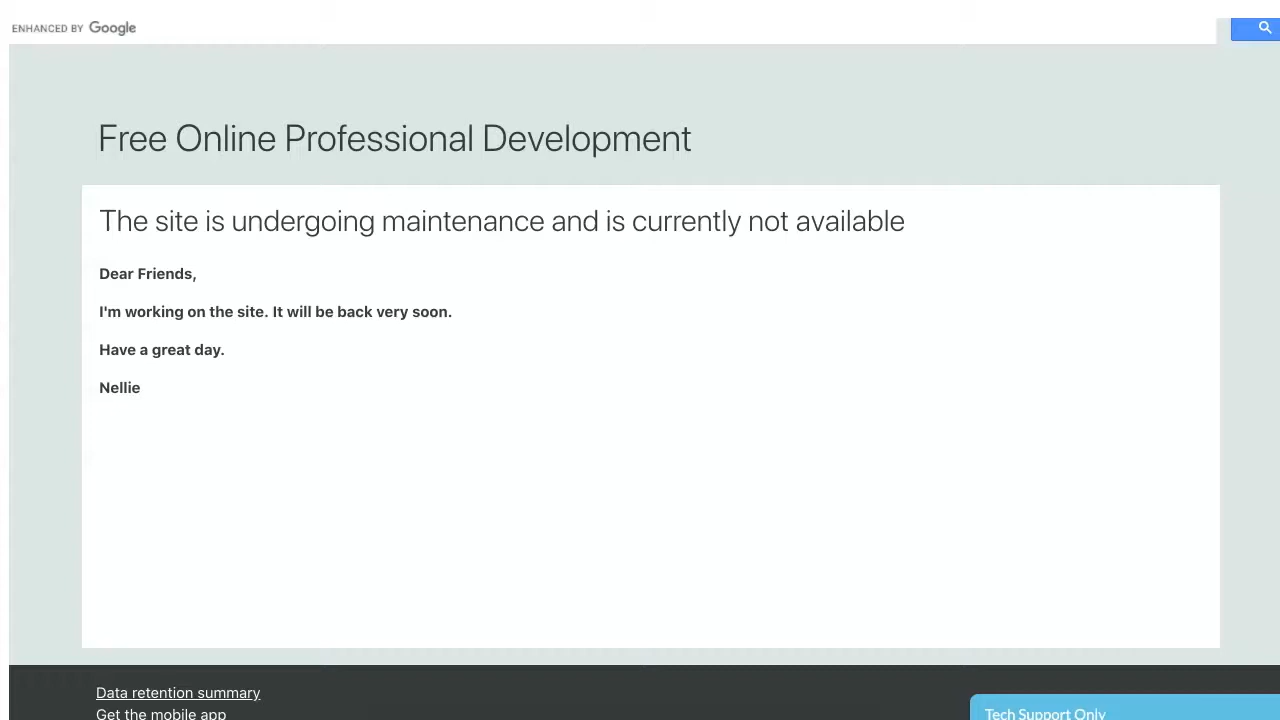 ENHANCED BY Google
Free Online Professional Development
The site is undergoing maintenance and is currently not available
Dear Friends,
I'm working on the site. It will be back very soon.
Have a great day.
Nellie
Data retention summary
Get the mobile app
Tech Support Only